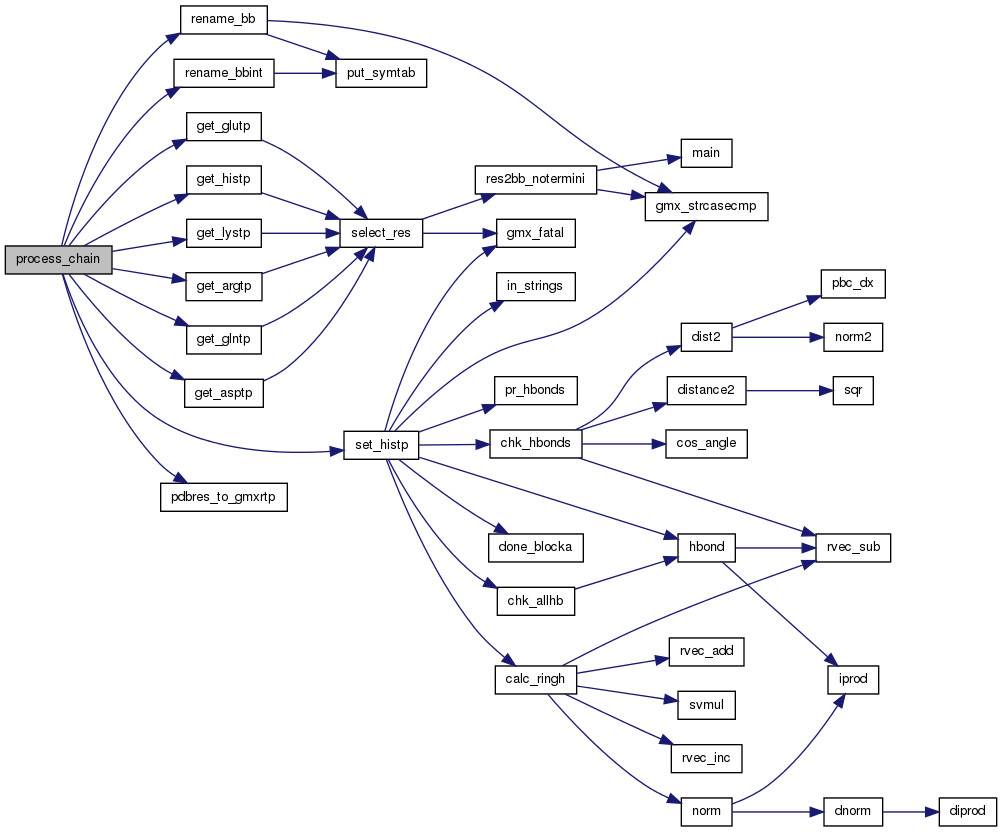 rename_bb
rename_bbint
put_symtab
get_glutp
main
get_histp
res2bb_notermini
gmx_strcasecmp
get_lystp
select_res
gmx_fatal
process_chain
get_argtp
in_strings
pbc_dx
get_glntp
dist2
norm2
get_asptp
pr_hbonds
distance2
sqr
set_histp
chk_hbonds
cos_angle
pdbres_to_gmxrtp
done_blocka
hbond
rvec_sub
chk_allhb
rvec_add
calc_ringh
iprod
svmul
rvec_inc
norm
dnorm
diprod